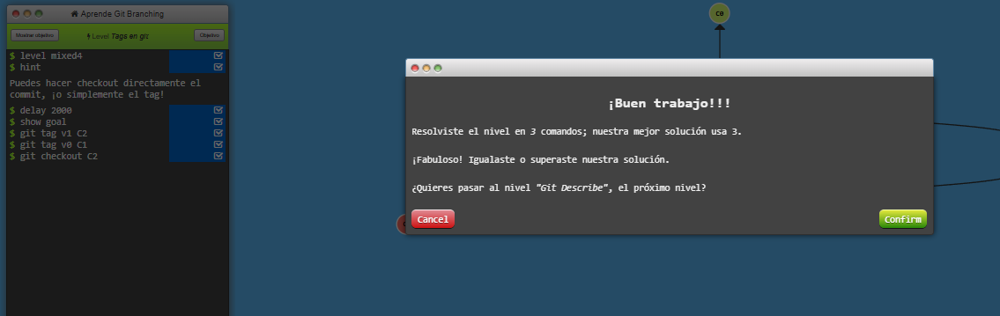 Aprende Git Branching
Mostrar objetivo
Level Tags en git
Objetivo
$ level mixed4
$ hint
Puedes hacer checkout directamente el
commit, ¡o simplemente el tag!
$ delay 2000
$ show goal
$ git tag v1 C2
$ git tag v0 C1
$ git checkout C2
C0
¡Buen trabajo!!!
Resolviste el nivel en 3 comandos; nuestra mejor solución usa 3.
¡Fabuloso! Igualaste o superaste nuestra solución.
¿Quieres pasar al nivel "Git Describe", el próximo nivel?
Cancel
Confirm